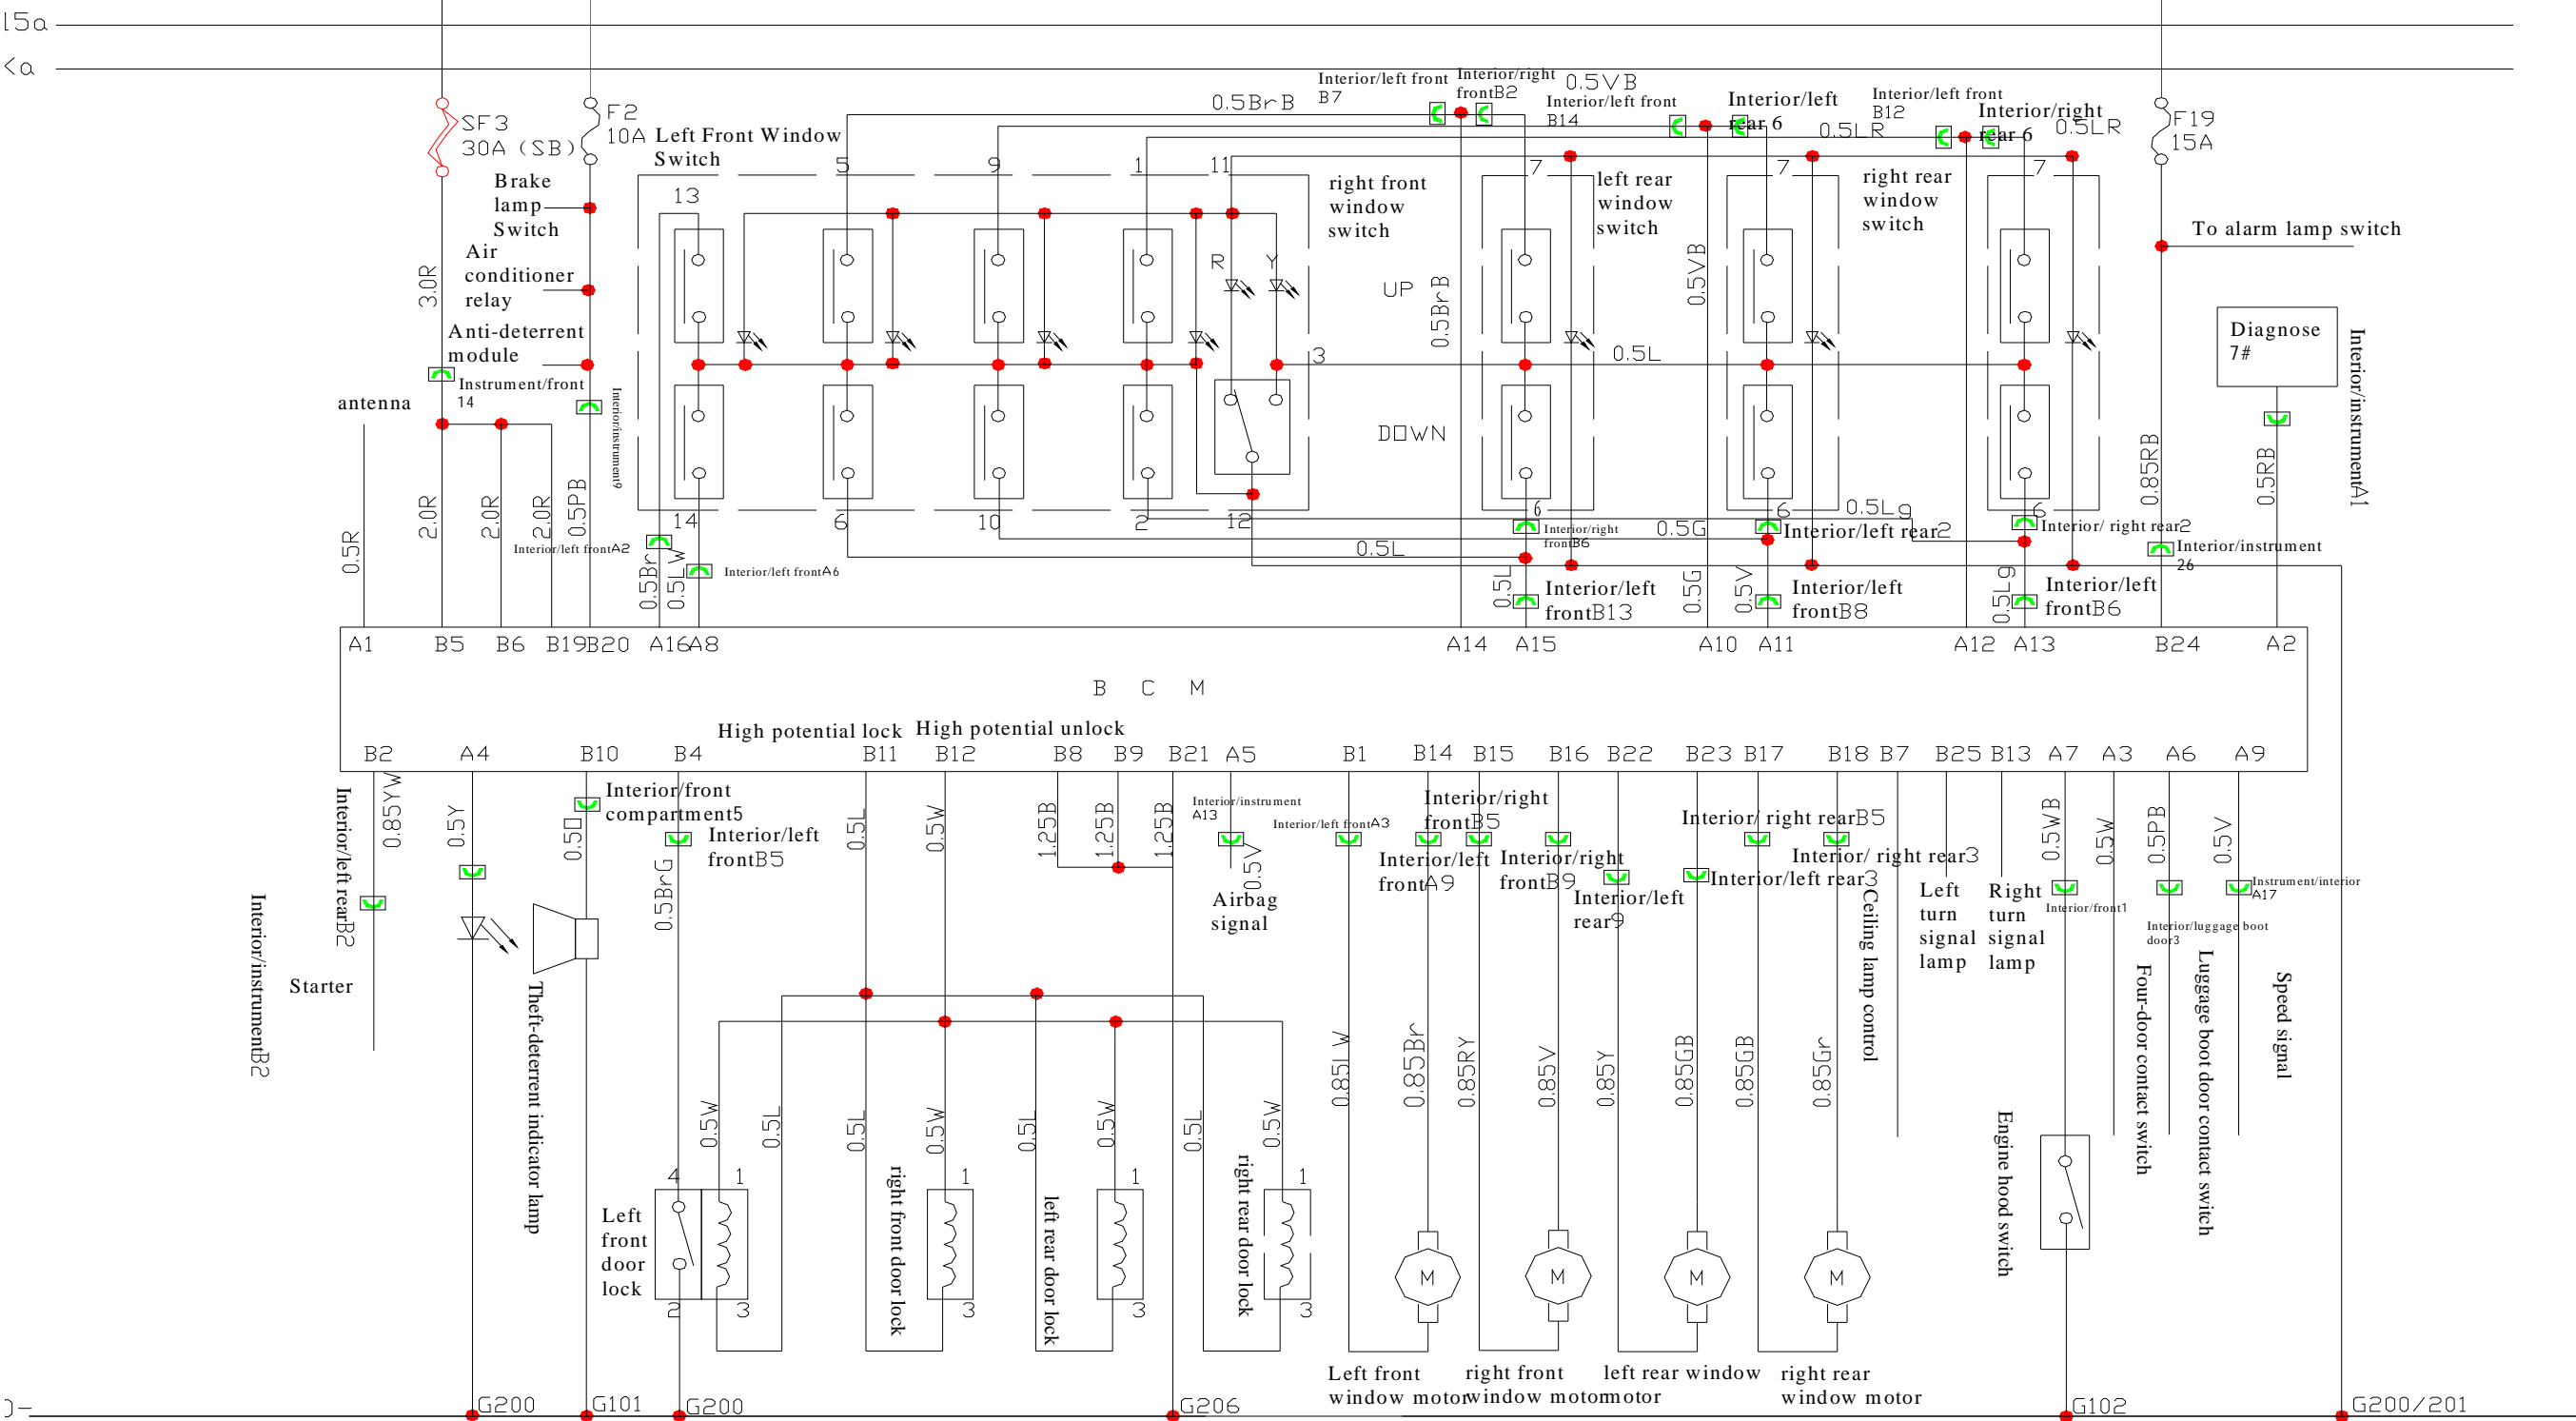 15a
<a
SF3
30A (SB)
F2
10A
Left Front Window
Switch
0.5BrB
Interior/left front
B7
Interior/right
frontB2
0.5VB
Interior/left front
B14
Interior/left
rear 6
0.5LR
Interior/left front
B12
Interior/right
rear 6
0.5LR
F19
15A
Brake
lamp
Switch
Air
conditioner
relay
Anti-deterrent
module
Instrument/front
14
antenna
3.0R
Interior/instrument9
13
5
9
1
11
R
Y
3
right front
window
switch
7
left rear
window
switch
7
right rear
window
switch
7
UP
DOWN
0.5BrB
0.5VB
0.5L
To alarm lamp switch
Diagnose
7#
Interior/instrumentA1
0.5R
2.0R
2.0R
2.0R
0.5PB
Interior/left frontA2
0.5Br
0.5LW
14
6
10
2
12
Interior/left frontA6
0.5L
6
Interior/right
frontB6
0.5G
6
Interior/left rear2
0.5Lg
6
Interior/ right rear2
0.85RB
0.5RB
Interior/instrument
26
0.5L
Interior/left
frontB13
0.5G
0.5V
Interior/left
frontB8
0.5Lg
Interior/left
frontB6
A1
B5
B6
B19
B20
A16
A8
A14
A15
A10
A11
A12
A13
B24
A2
B C M
High potential lock
High potential unlock
B2
A4
B10
B4
B11
B12
B8
B9
B21
A5
B1
B14
B15
B16
B22
B23
B17
B18
B7
B25
B13
A7
A3
A6
A9
Interior/left rearB2
0.85YW
0.5Y
0.5O
Interior/front
compartment5
Interior/left
frontB5
0.5BrG
0.5L
0.5W
1.25B
1.25B
1.25B
Interior/instrument
A13
0.5V
Airbag
signal
Interior/left frontA3
Interior/left
frontA9
Interior/right
frontB5
Interior/right
frontB9
Interior/left
rear9
Interior/left rear3
Interior/ right rearB5
Interior/ right rear3
Ceiling lamp control
Left
turn
signal
lamp
Right
turn
signal
lamp
0.5WB
0.5W
0.5PB
0.5V
Interior/front1
Interior/luggage boot
door3
Instrument/interior
A17
Interior/instrumentB2
Starter
Theft-deterrent indicator lamp
Engine hood switch
Four-door contact switch
Luggage boot door contact switch
Speed signal
0.5W
0.5L
0.5L
0.5W
0.5L
0.5W
0.5L
0.5W
0.85LW
0.85Br
0.85RY
0.85V
0.85Y
0.85GB
0.85GB
0.85Gr
4
1
2
3
Left
front
door
lock
right front door lock
1
3
left rear door lock
1
3
right rear door lock
1
3
M
M
M
M
Left front
window motor
right front
window motor
left rear window
motor
right rear
window motor
G200
G101
G200
G206
G102
G200/201